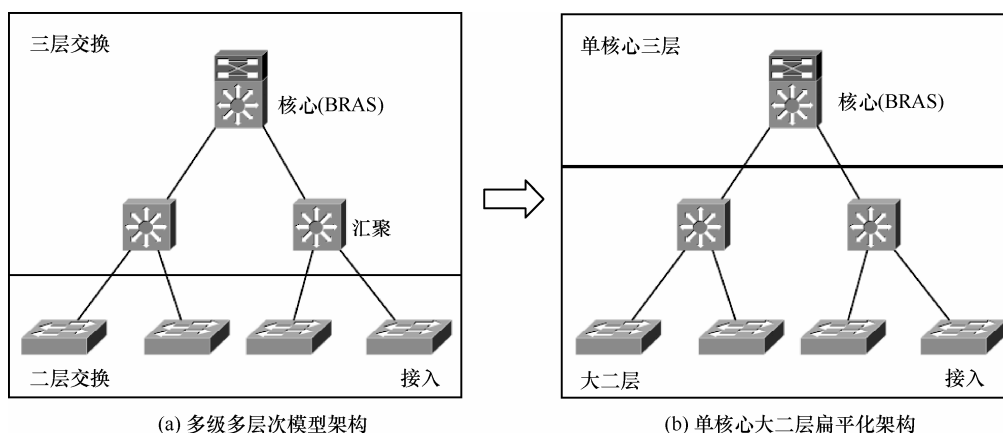 三层交换
核心(BRAS)
汇聚
二层交换
接入
(a) 多级多层次模型架构
单核心三层
核心(BRAS)
大二层
接入
(b) 单核心大二层扁平化架构